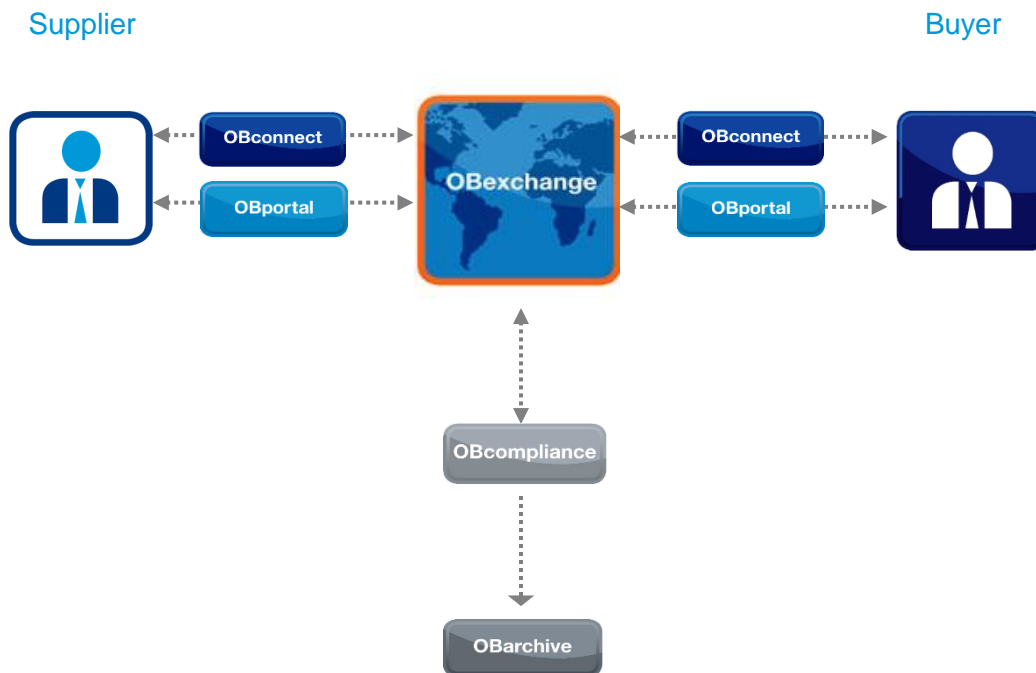 Supplier
Buyer
OBconnect
OBexchange
OBconnect
OBportal
OBportal
OBcompliance
OBarchive